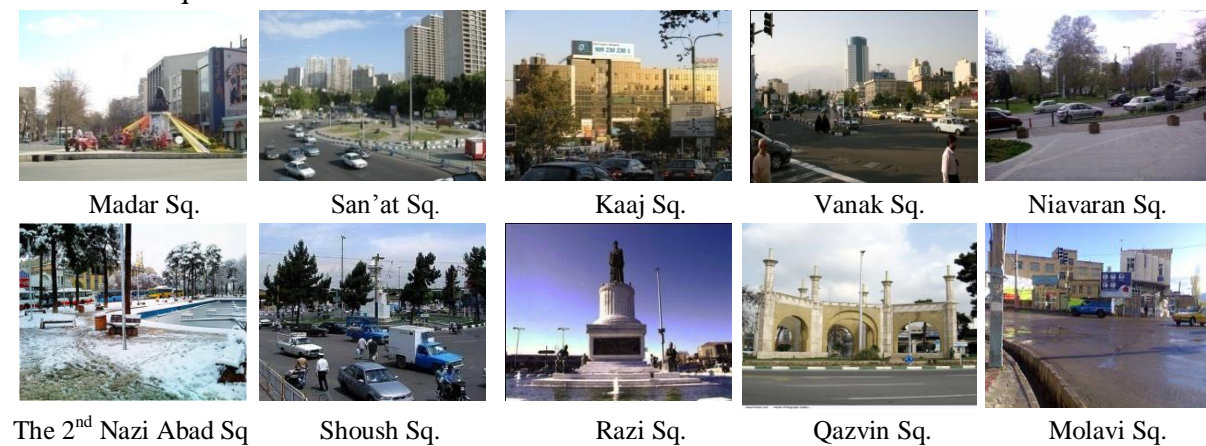 Madar Sq. San’at Sq. Kaaj Sq. Vanak Sq. Niavaran Sq.
The 2nd Nazi Abad Sq Shoush Sq. Razi Sq. Qazvin Sq. Molavi Sq.